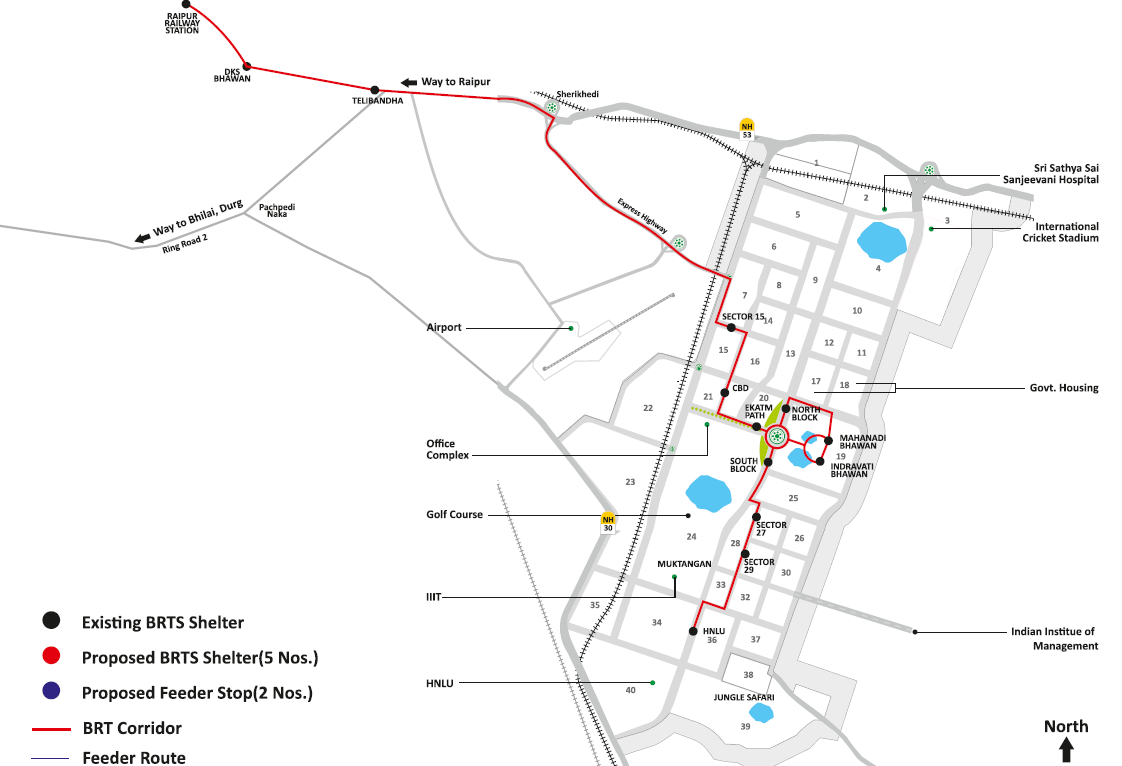 RAIPUR
RAILWAY
STATION
DKS
BHAWAN
TELIBANDHA
Way to Raipur
Sherikhedi
NH
53
1
2
3
Sri Sathya Sai
Sanjeevani Hospital
International
Cricket Stadium
Pachpedi
Naka
Way to Bhilai, Durg
Ring Road 2
Express Highway
5
6
4
7
8
9
10
SECTOR 15
14
Airport
15
16
13
12
11
17
18
Govt. Housing
CBD
21
20
22
EKATM
PATH
NORTH
BLOCK
MAHANADI
BHAWAN
19
INDRAVATI
BHAWAN
SOUTH
BLOCK
Office
Complex
23
25
Golf Course
NH
30
SECTOR
27
24
28
26
MUKTANGAN
SECTOR
29
30
33
32
IIIT
35
34
HNLU
36
37
Indian Institue of
Management
38
HNLU
40
JUNGLE SAFARI
39
Existing BRTS Shelter
Proposed BRTS Shelter(5 Nos.)
Proposed Feeder Stop(2 Nos.)
BRT Corridor
Feeder Route
North